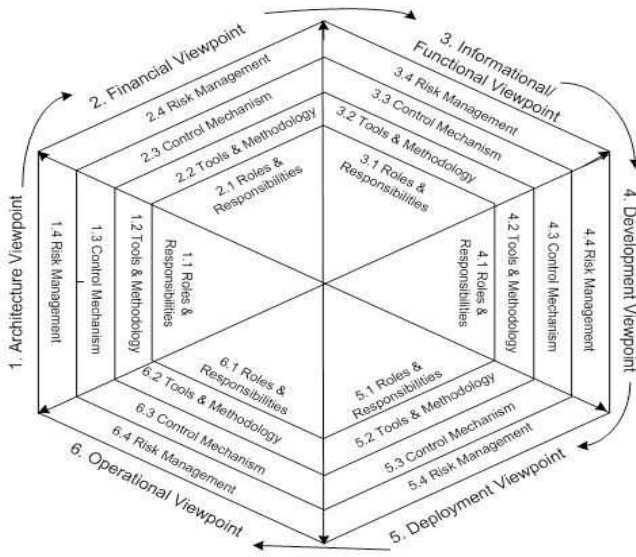 1. Architecture Viewpoint
1.4 Risk Management
1.3 Control Mechanism
1.2 Tools & Methodology
1.1 Roles &
Responsibilities
2. Financial Viewpoint
2.4 Risk Management
2.3 Control Mechanism
2.2 Tools & Methodology
2.1 Roles &
Responsibilities
3. Informational/
Functional Viewpoint
3.4 Risk Management
3.3 Control Mechanism
3.2 Tools & Methodology
3.1 Roles &
Responsibilities
4. Development Viewpoint
4.4 Risk Management
4.3 Control Mechanism
4.2 Tools & Methodology
4.1 Roles &
Responsibilities
5.1 Roles &
Responsibilities
5.2 Tools & Methodology
5.3 Control Mechanism
5.4 Risk Management
5. Deployment Viewpoint
6.1 Roles &
Responsibilities
6.2 Tools & Methodology
6.3 Control Mechanism
6.4 Risk Management
6. Operational Viewpoint